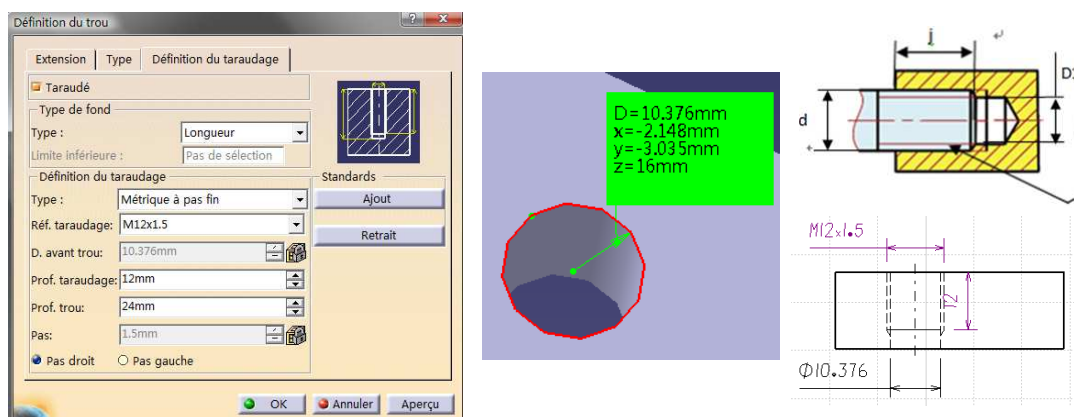 Définition du trou
Extension
Type
Définition du taraudage
Taraudé
Type de fond
Type :
Longueur
Limite inférieure :
Pas de sélection
Définition du taraudage
Standards
Type :
Métrique à pas fin
Ajout
Réf. taraudage:
M12x1.5
Retrait
D. avant trou:
10.376mm
Prof. taraudage:
12mm
Prof. trou:
24mm
Pas:
1.5mm
Pas droit
Pas gauche
OK
Annuler
Aperçu
D=10.376mm
x=-2.148mm
y=-3.035mm
z=16mm
j
d
M12x1.5
12
Φ10.376